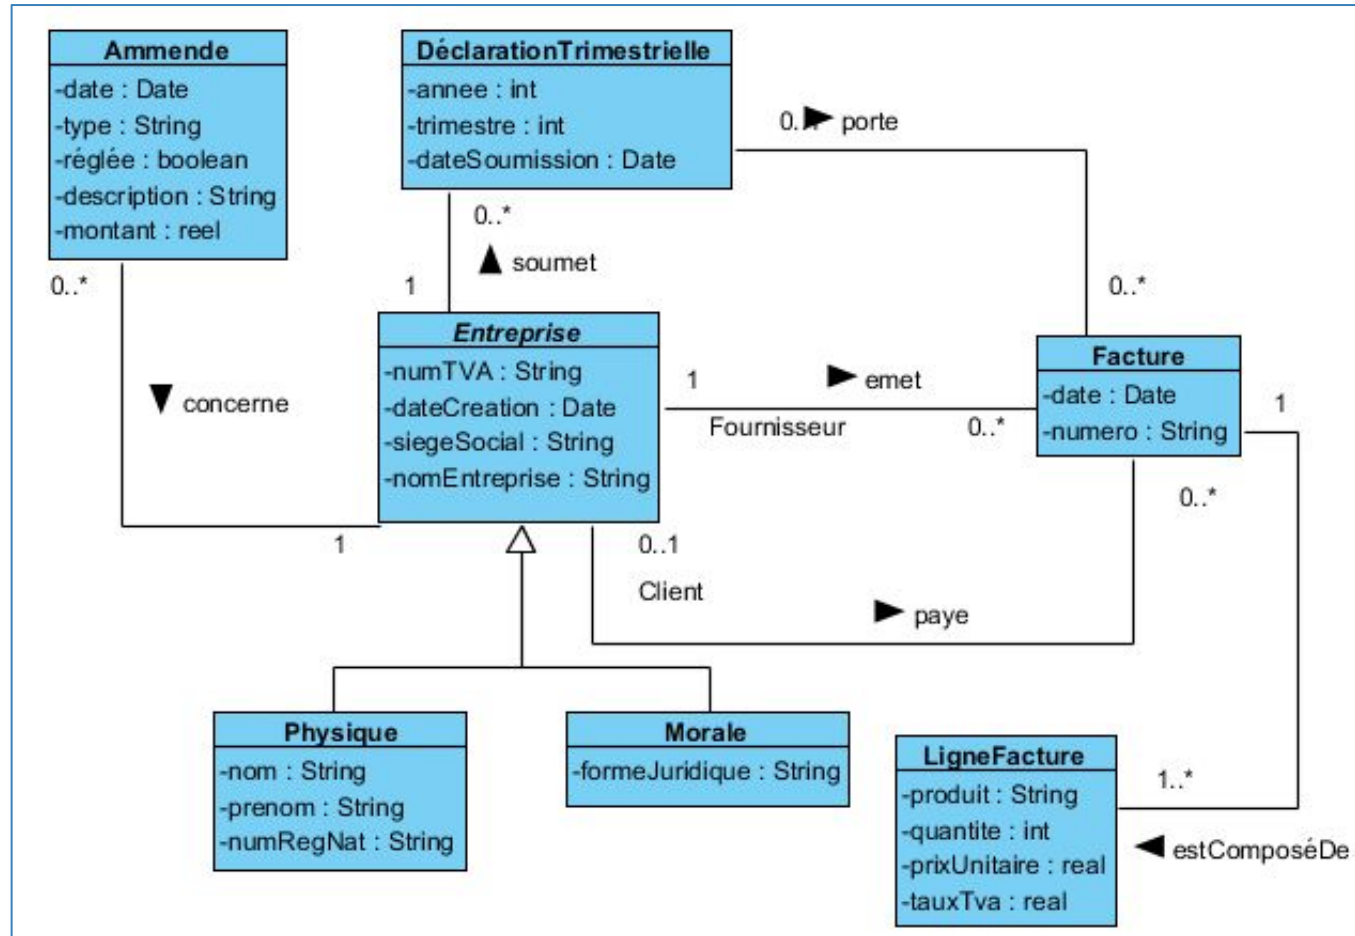 Ammende
-date : Date
-type : String
-réglée : boolean
-description : String
-montant : reel
DéclarationTrimestrielle
-annee : int
-trimestre : int
-dateSoumission : Date
porte
0..*
0..*
soumet
1
0..*
Entreprise
-numTVA : String
-dateCreation : Date
-siegeSocial : String
-nomEntreprise : String
concerne
1
1
emet
Fournisseur
0..*
Facture
-date : Date
-numero : String
1
0..*
0..1
Client
paye
Physique
-nom : String
-prenom : String
-numRegNat : String
Morale
-formeJuridique : String
LigneFacture
-produit : String
-quantite : int
-prixUnitaire : real
-tauxTva : real
1..*
estComposéDe